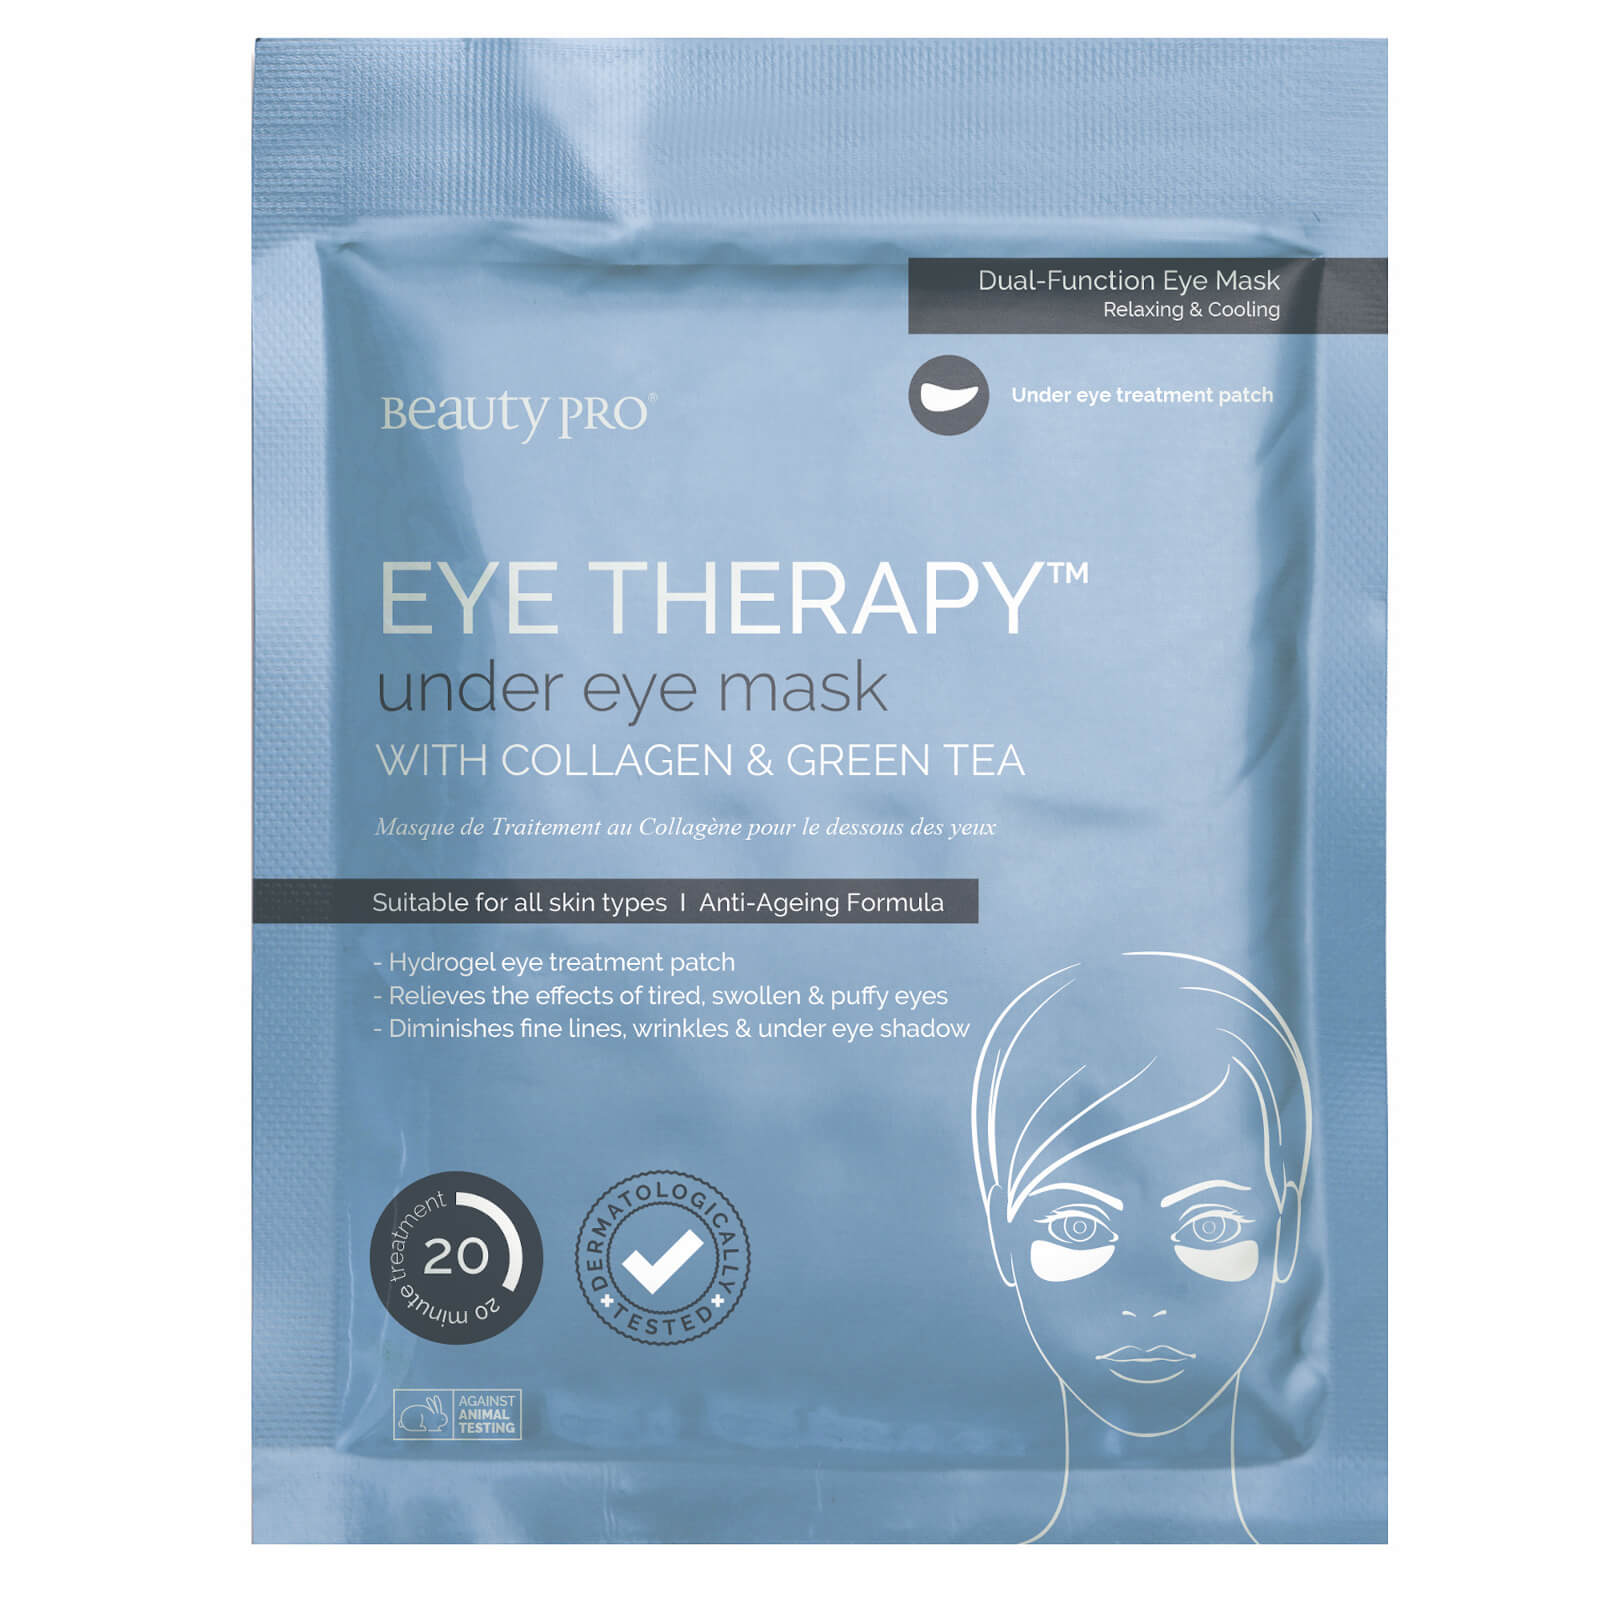 Dual-Function Eye Mask
Relaxing & Cooling
Under eye treatment patch
Beauty PRO®
EYE THERAPY™
under eye mask
WITH COLLAGEN & GREEN TEA
Masque de Traitement au Collagène pour le dessous des yeux
Suitable for all skin types | Anti-Ageing Formula
- Hydrogel eye treatment patch
- Relieves the effects of tired, swollen & puffy eyes
- Diminishes fine lines, wrinkles & under eye shadow
20
20 minute treatment
DERMATOLOGICALLY
TESTED
AGAINST
ANIMAL
TESTING